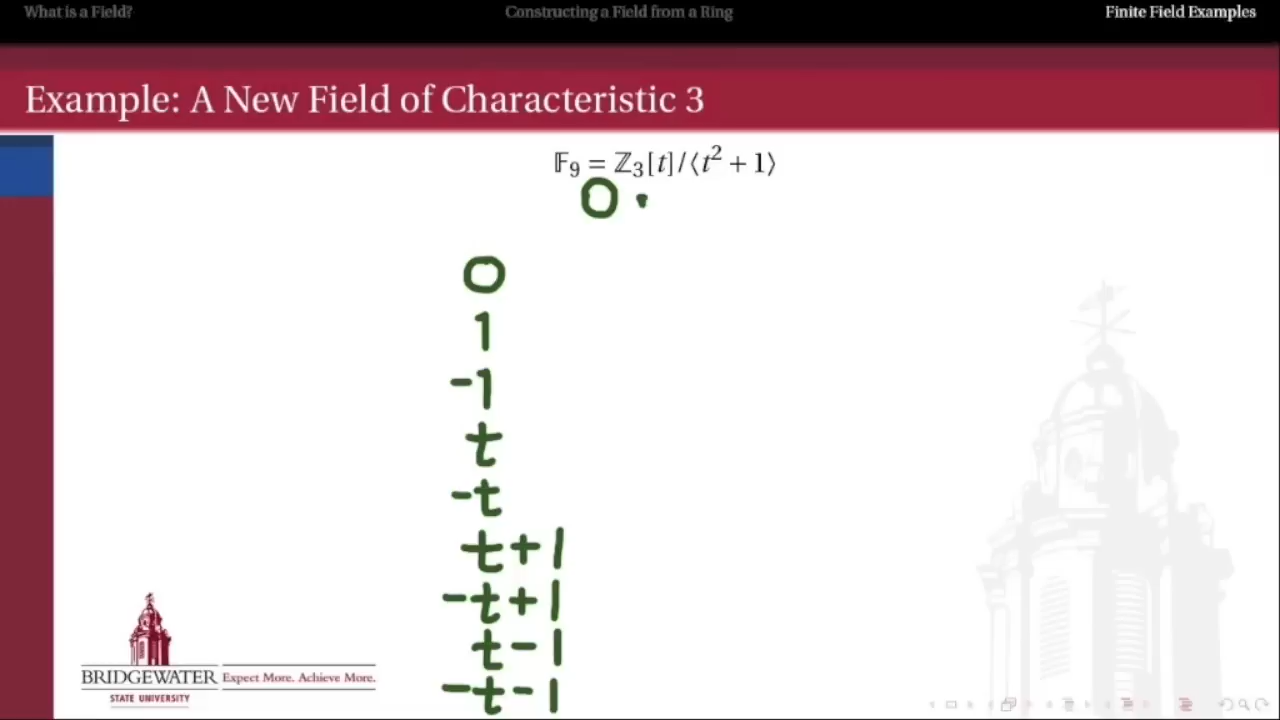 What is a Field?
Constructing a Field from a Ring
Finite Field Examples
Example: A New Field of Characteristic 3
𝔽₉ = ℤ₃[t]/⟨t² + 1⟩
0 ·
0
1
-1
t
-t
t+1
-t+1
t-1
-t-1
BRIDGEWATER
STATE UNIVERSITY
Expect More. Achieve More.